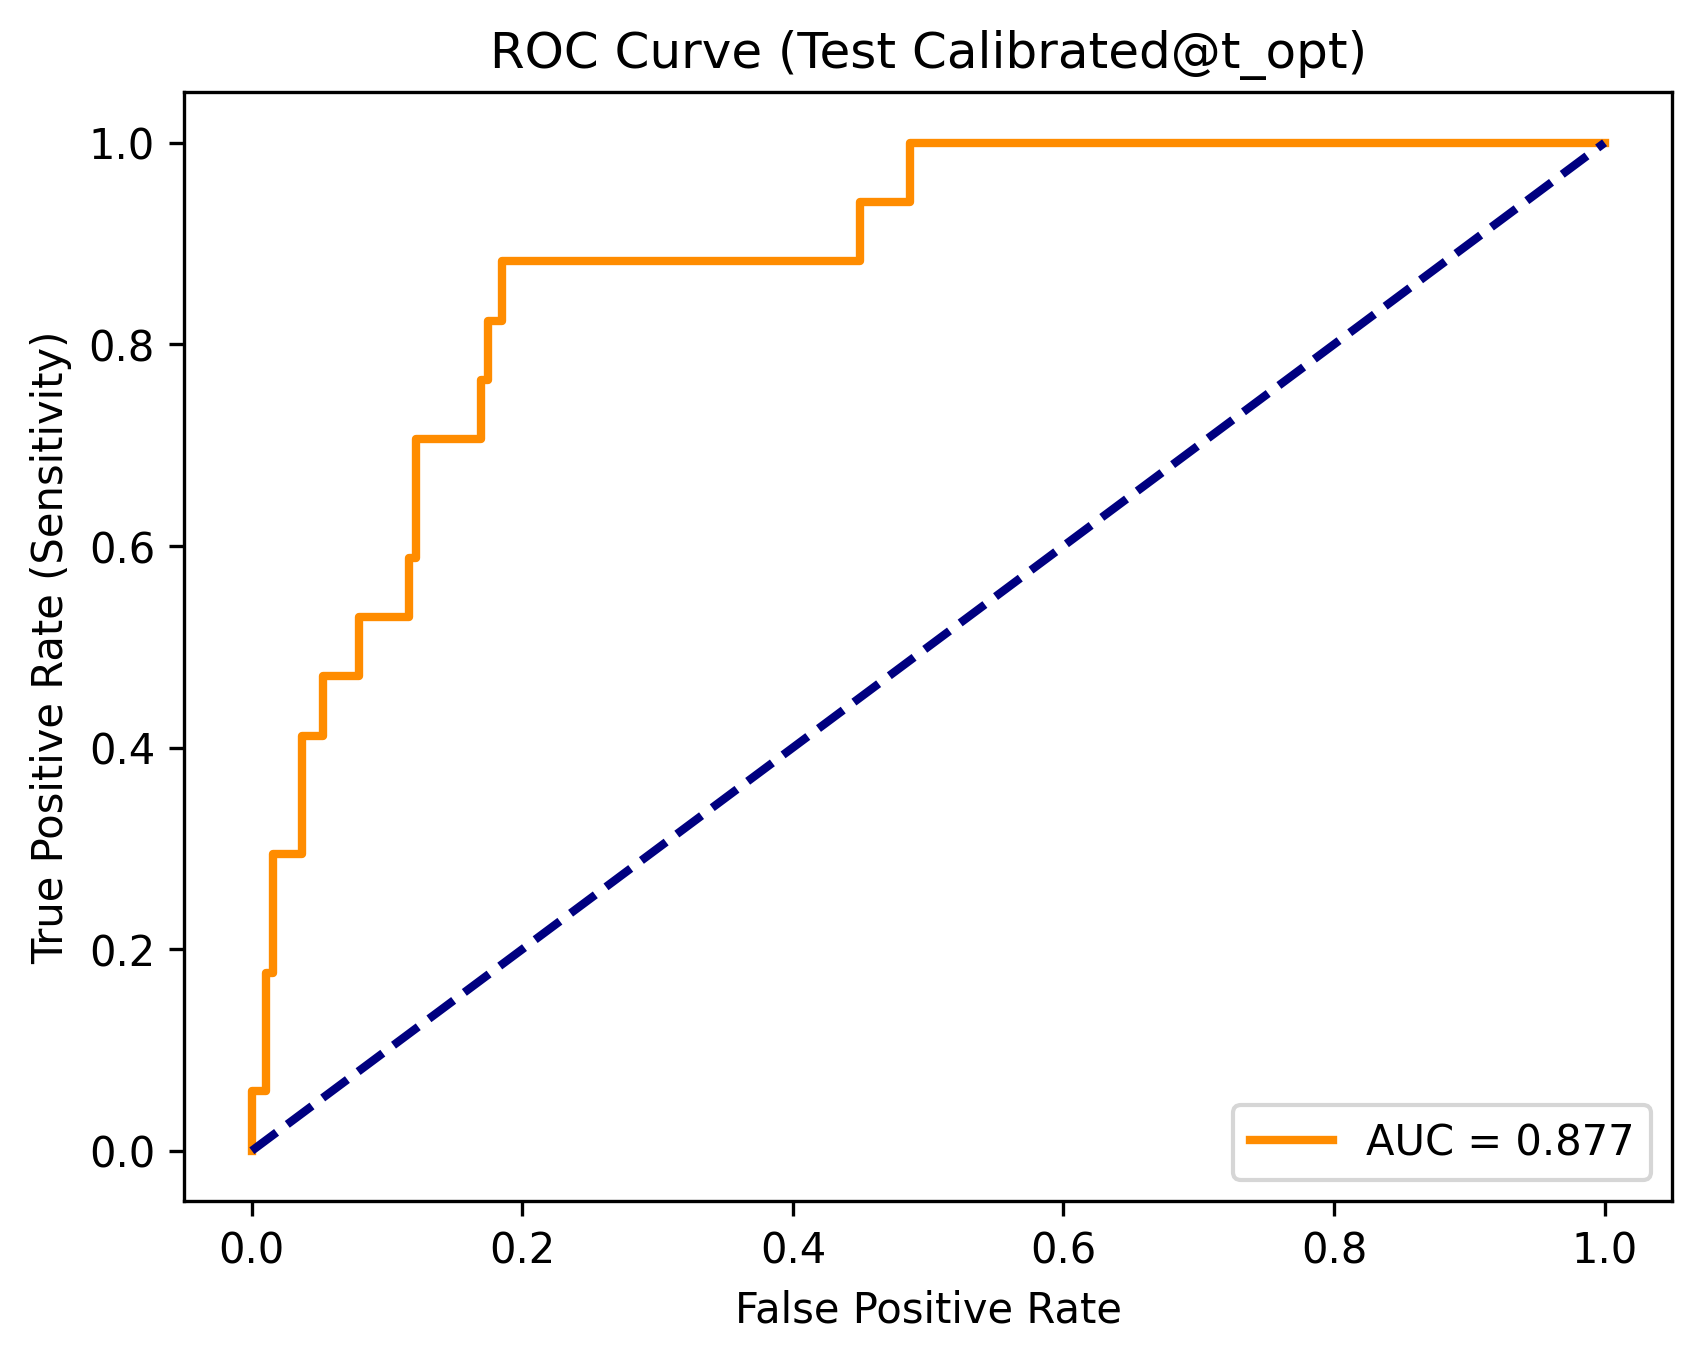 ROC Curve (Test Calibrated@t_opt)
True Positive Rate (Sensitivity)
1.0
0.8
0.6
0.4
0.2
0.0
AUC = 0.877
0.0 0.2 0.4 0.6 0.8 1.0
False Positive Rate